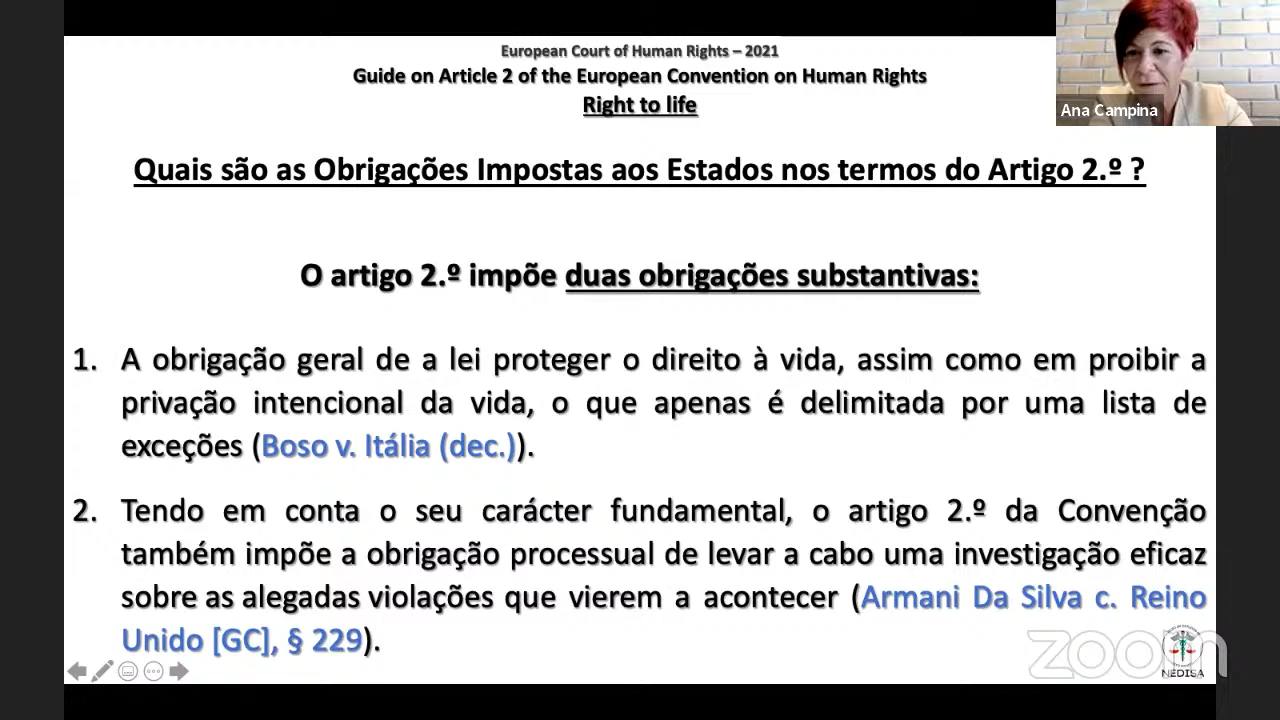 European Court of Human Rights – 2021
Guide on Article 2 of the European Convention on Human Rights
Right to life
Ana Campina
Quais são as Obrigações Impostas aos Estados nos termos do Artigo 2.º ?
O artigo 2.º impõe duas obrigações substantivas:
1. A obrigação geral de a lei proteger o direito à vida, assim como em proibir a
privação intencional da vida, o que apenas é delimitada por uma lista de
exceções (Boso v. Itália (dec.)).
2. Tendo em conta o seu carácter fundamental, o artigo 2.º da Convenção
também impõe a obrigação processual de levar a cabo uma investigação eficaz
sobre as alegadas violações que vierem a acontecer (Armani Da Silva c. Reino
Unido [GC], § 229).
zoom
NEDISA